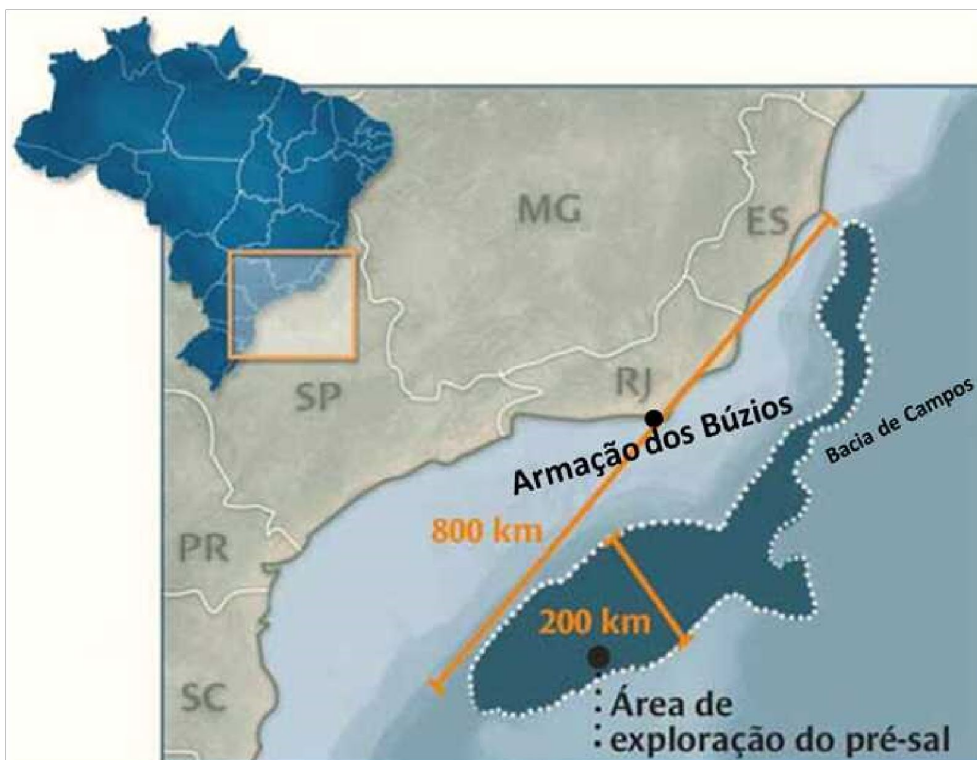 MG
ES
SP
RJ
Armação dos Búzios
Bacia de Campos
800 km
PR
200 km
SC
Área de
exploração do pré-sal